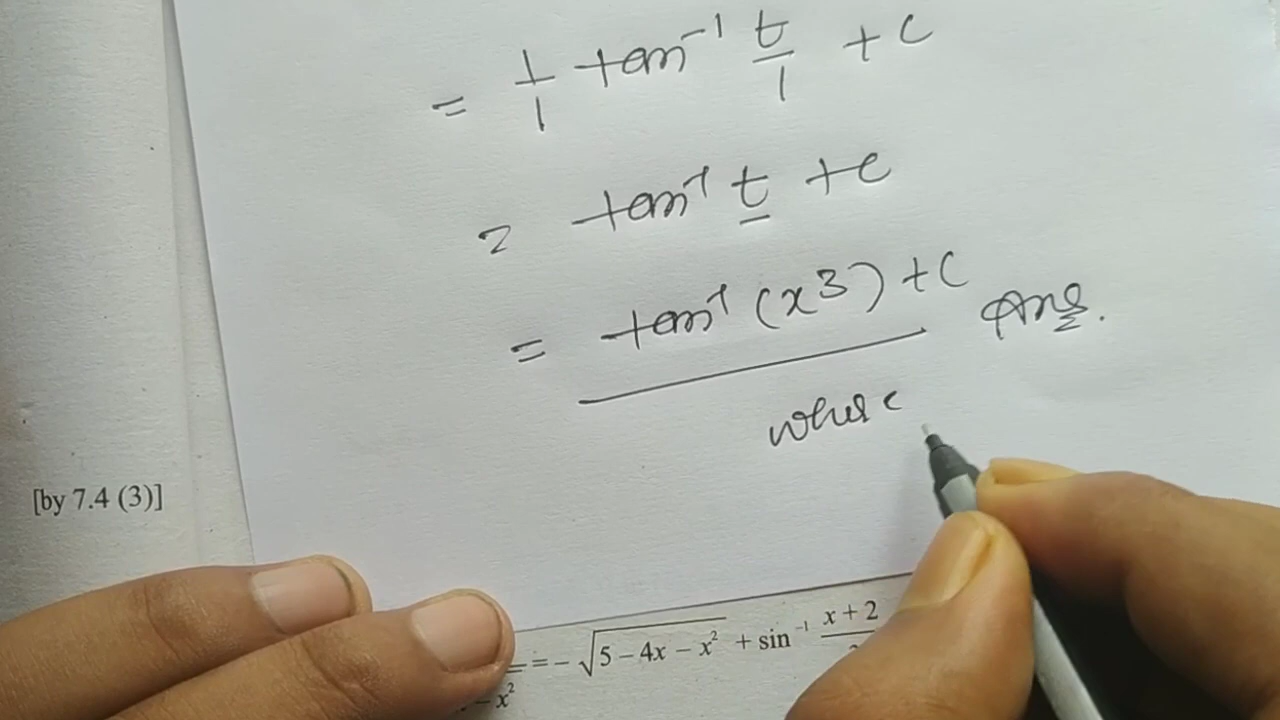 = 1/1 tan⁻¹ t/1 + c
= tan⁻¹ t + c
= tan⁻¹ (x³) + C Ans.
where
[by 7.4 (3)]
= – √5 – 4x – x² + sin⁻¹ x + 2
– x²